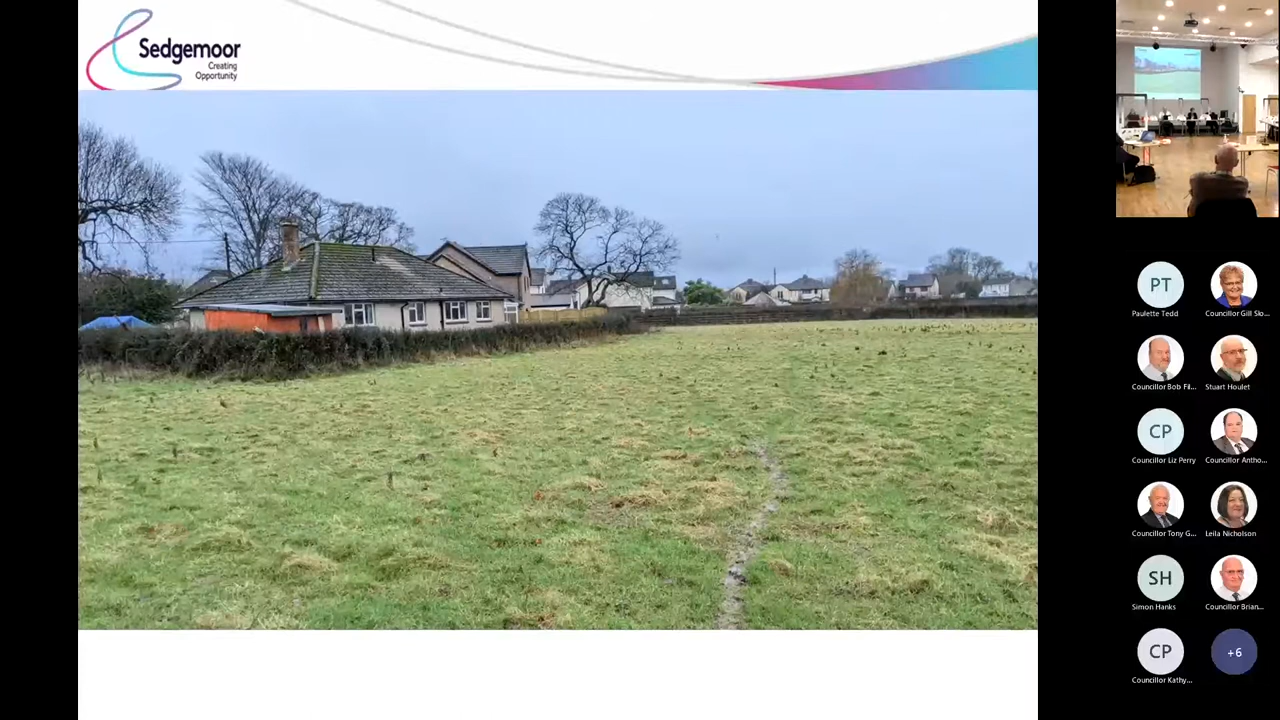 Sedgemoor
Creating
Opportunity
PT
Paulette Tedd
Councillor Gill Slo...
Councillor Bob Fil...
Stuart Houlet
CP
Councillor Liz Perry
Councillor Antho...
Councillor Tony G...
Leila Nicholson
SH
Simon Hanks
Councillor Brian...
CP
Councillor Kathy...
+6